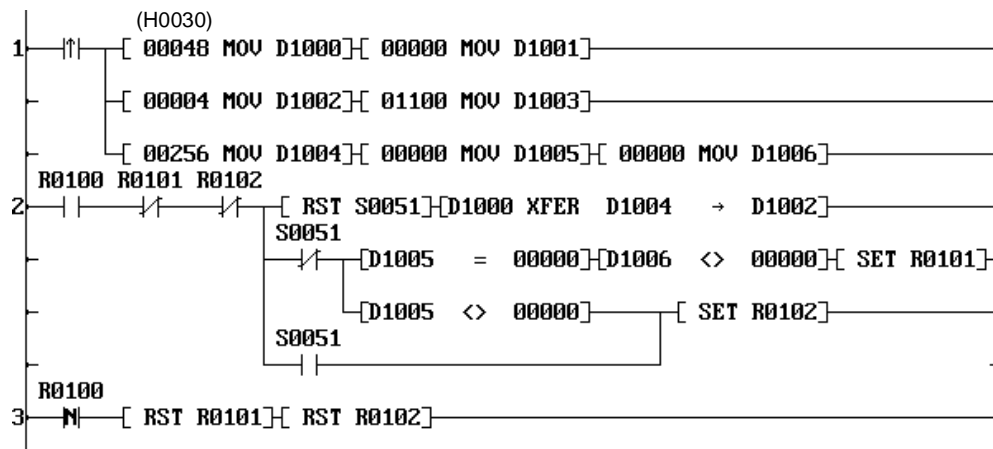 (H0030)
1 ↑ [ 00048 MOV D1000][ 00000 MOV D1001]
[ 00004 MOV D1002][ 01100 MOV D1003]
[ 00256 MOV D1004][ 00000 MOV D1005][ 00000 MOV D1006]
R0100 R0101 R0102
2 [ RST S0051][D1000 XFER D1004 → D1002]
S0051
[D1005 = 00000][D1006 <> 00000][ SET R0101]
[D1005 <> 00000] [ SET R0102]
S0051
R0100
3 N [ RST R0101][ RST R0102]